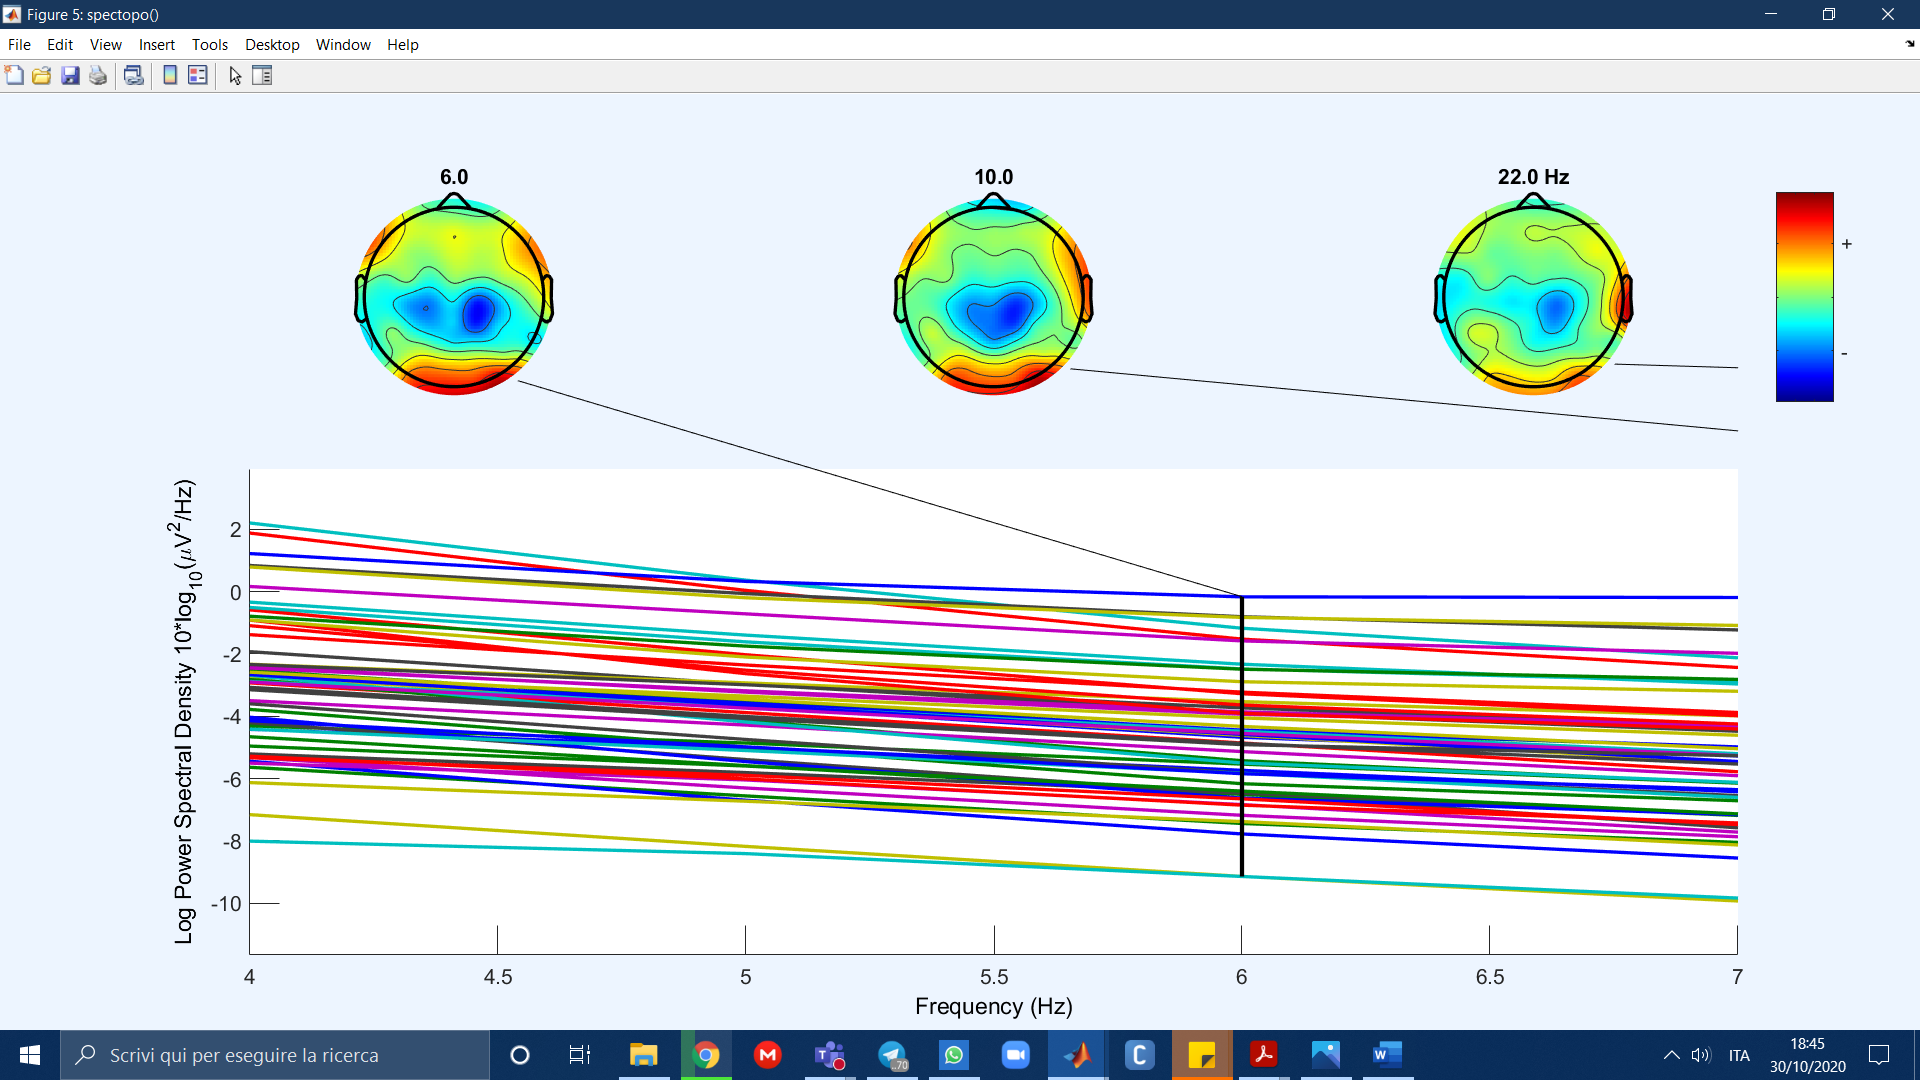 Figure 5: spectopo()
File Edit View Insert Tools Desktop Window Help
6.0
10.0
22.0 Hz
+
-
Log Power Spectral Density 10*log10(μV2/Hz)
2
0
-2
-4
-6
-8
-10
4 4.5 5 5.5 6 6.5 7
Frequency (Hz)
Scrivi qui per eseguire la ricerca
M
T
..70
C
W
ITA
18:45
30/10/2020